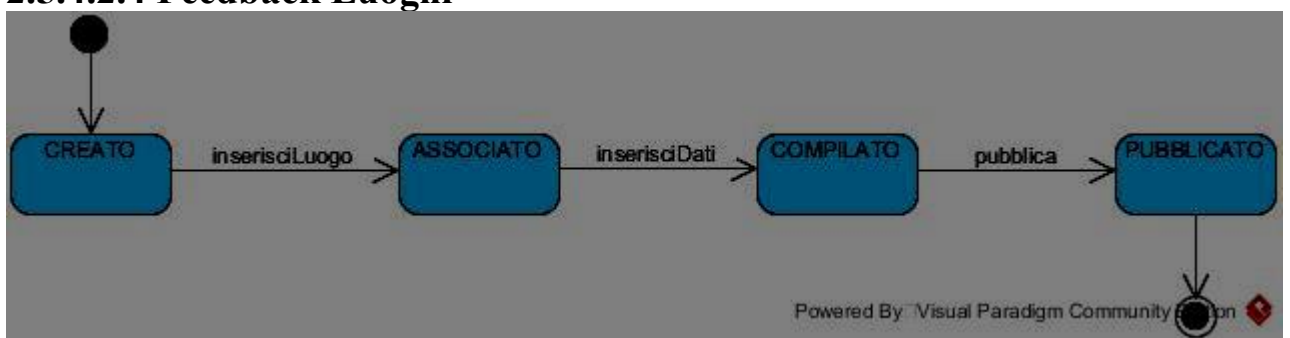 2.3.4.2.4 Feedback Luoghi
CREATO
inserisciLuogo
ASSOCIATO
inserisciDati
COMPILATO
pubblica
PUBBLICATO
Powered By Visual Paradigm Community